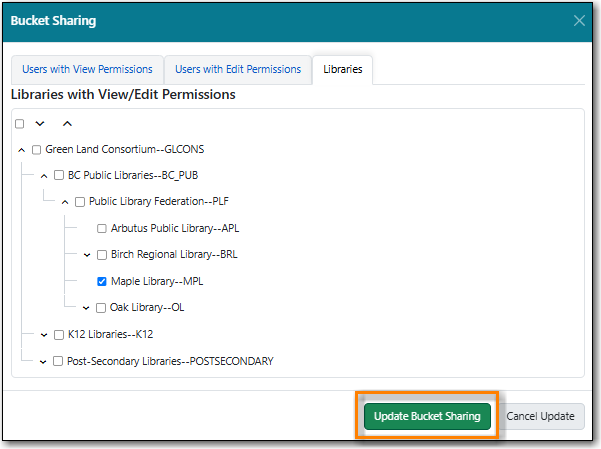 Bucket Sharing
Users with View Permissions
Users with Edit Permissions
Libraries
Libraries with View/Edit Permissions
Green Land Consortium--GLCONS
BC Public Libraries--BC_PUB
Public Library Federation--PLF
Arbutus Public Library--APL
Birch Regional Library--BRL
Maple Library--MPL
Oak Library--OL
K12 Libraries--K12
Post-Secondary Libraries--POSTSECONDARY
Update Bucket Sharing
Cancel Update